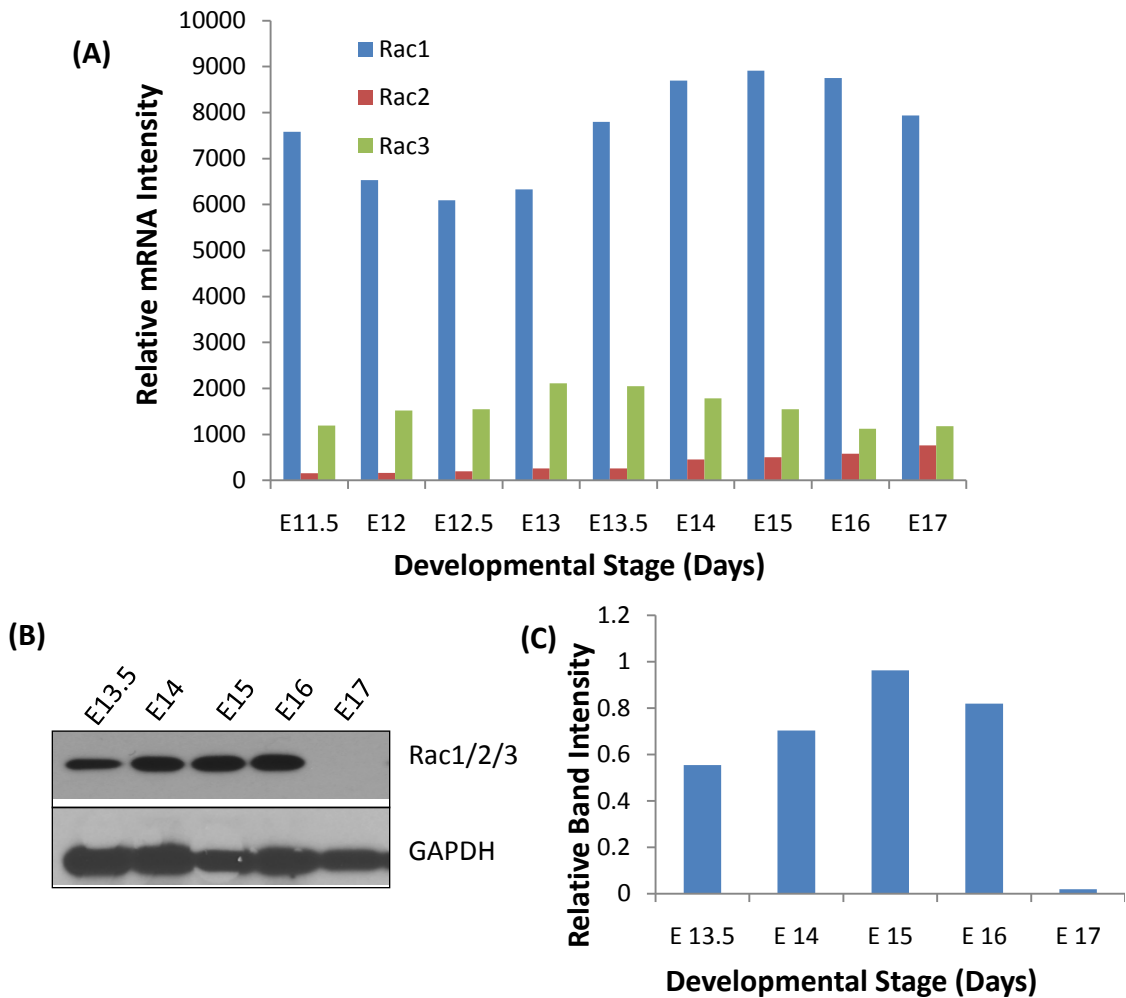 (A)
Rac1
Rac2
Rac3
Relative mRNA Intensity
10000
9000
8000
7000
6000
5000
4000
3000
2000
1000
0
E11.5 E12 E12.5 E13 E13.5 E14 E15 E16 E17
Developmental Stage (Days)
(B)
E13.5 E14 E15 E16 E17
Rac1/2/3
GAPDH
(C)
Relative Band Intensity
1.2
1
0.8
0.6
0.4
0.2
0
E 13.5 E 14 E 15 E 16 E 17
Developmental Stage (Days)